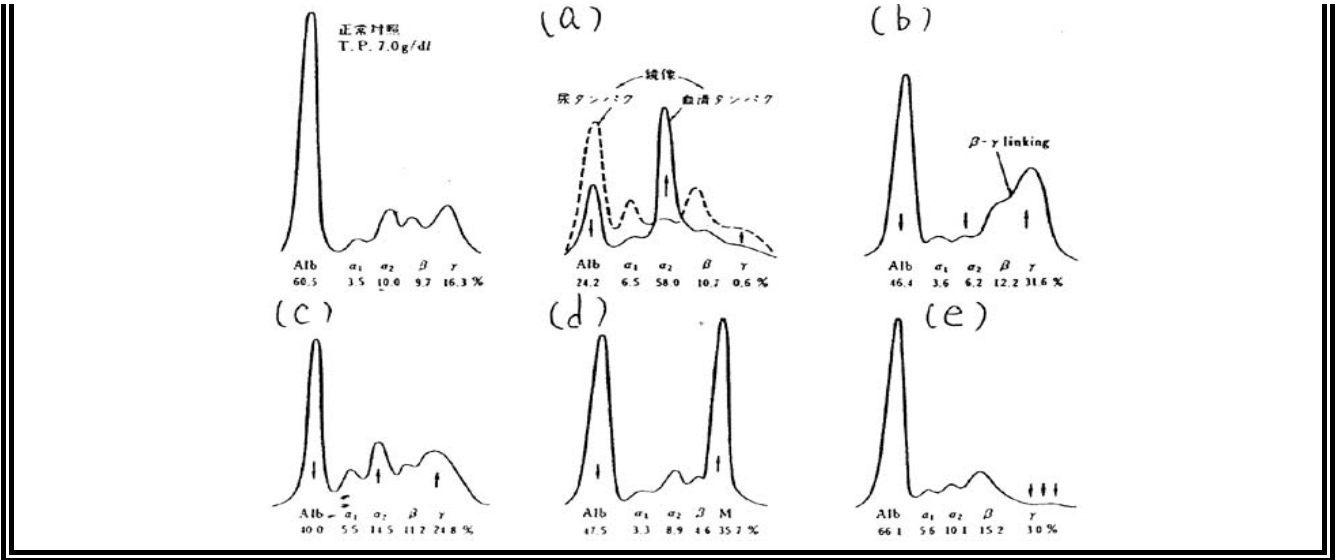 正常対照
T. P. 7.0g/dl
Alb α₁ α₂ β γ
60.5 3.5 10.0 9.7 16.3 %
(a)
鏡像
尿タンパク 血清タンパク
Alb α₁ α₂ β γ
24.2 6.5 58.0 10.7 0.6 %
(b)
β-γ linking
Alb α₁ α₂ β γ
46.4 3.6 6.2 12.2 31.6 %
(c)
Alb α₁ α₂ β γ
40.0 5.5 14.5 11.2 24.8 %
(d)
Alb α₁ α₂ β M
47.5 3.3 8.9 4.6 35.7 %
(e)
Alb α₁ α₂ β γ
66.1 5.6 10.1 15.2 3.0 %